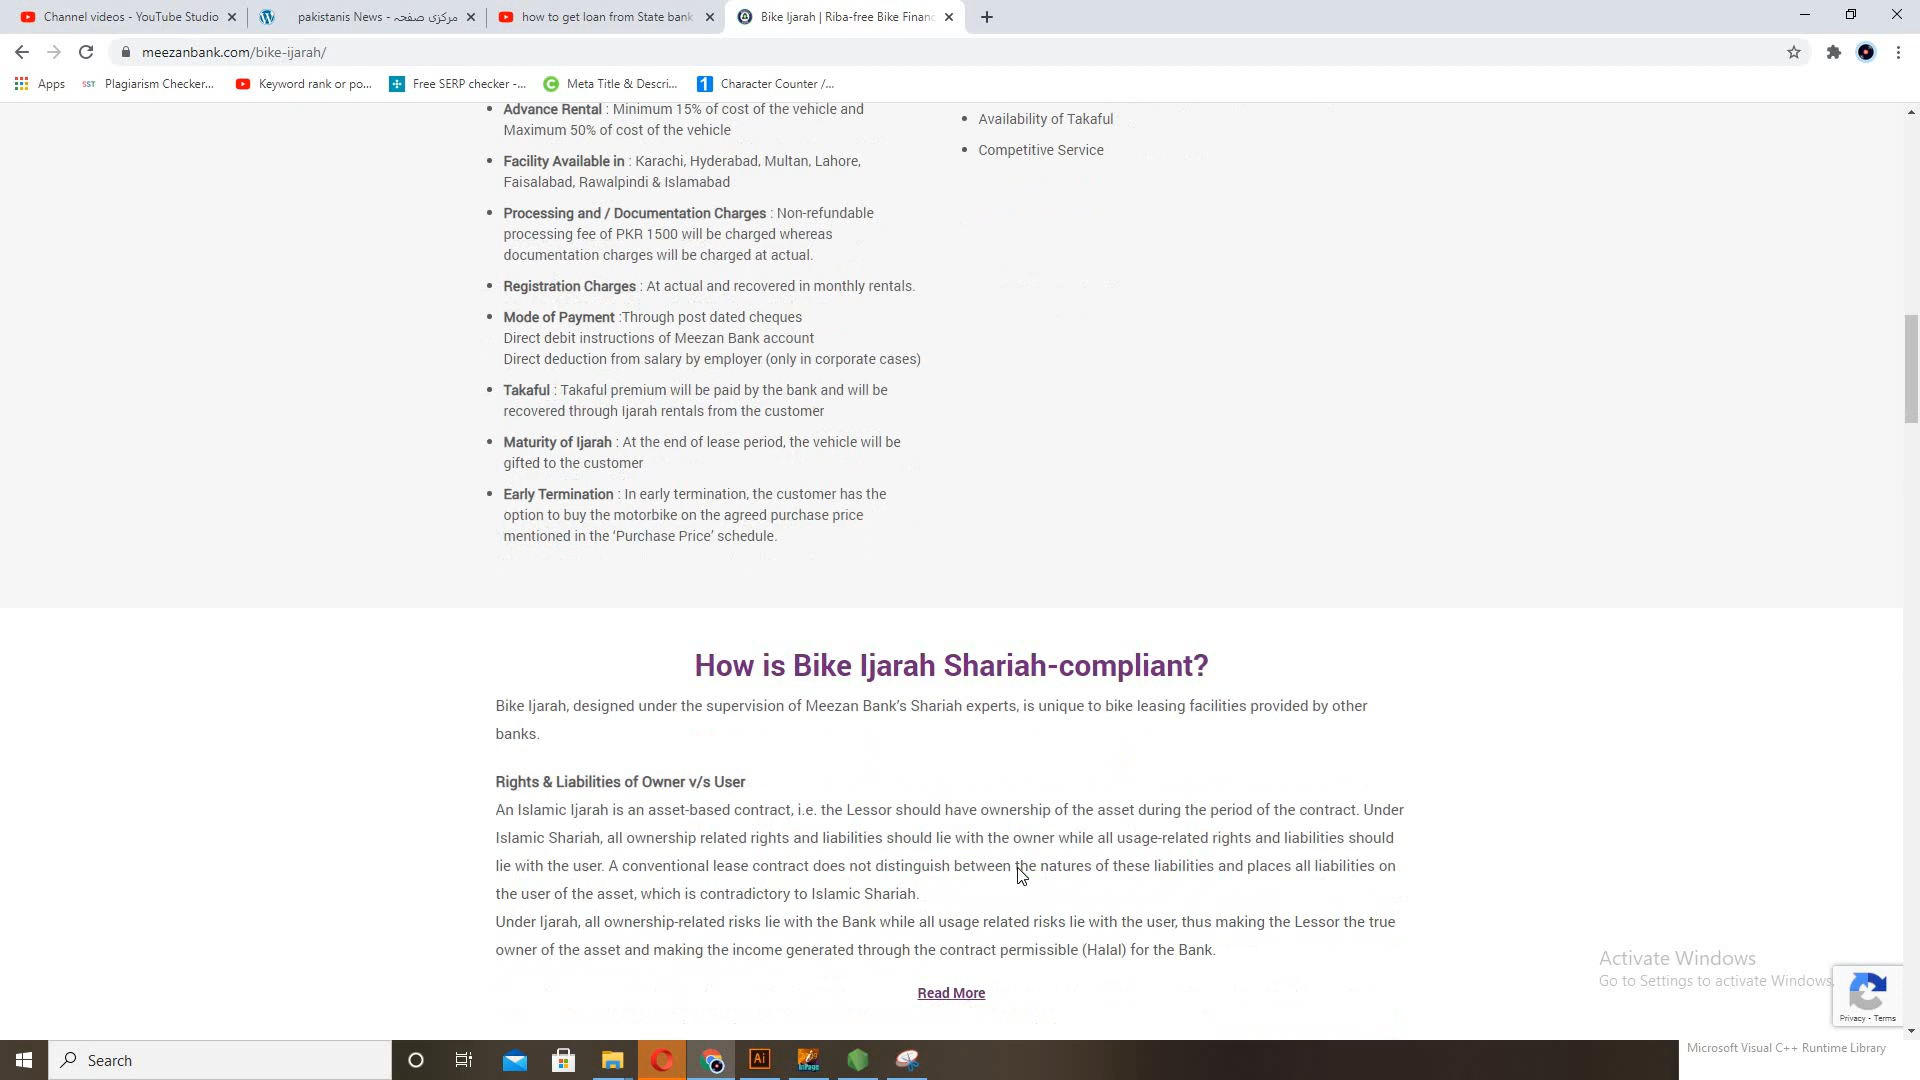 Channel videos - YouTube Studio
pakistanis News - مرکزی صفحہ
how to get loan from State bank
Bike Ijarah | Riba-free Bike Financ
meezanbank.com/bike-ijarah/
Apps
SST Plagiarism Checker...
Keyword rank or po...
Free SERP checker -...
Meta Title & Descri...
Character Counter /...
Advance Rental : Minimum 15% of cost of the vehicle and
Maximum 50% of cost of the vehicle
Facility Available in : Karachi, Hyderabad, Multan, Lahore,
Faisalabad, Rawalpindi & Islamabad
Processing and / Documentation Charges : Non-refundable
processing fee of PKR 1500 will be charged whereas
documentation charges will be charged at actual.
Registration Charges : At actual and recovered in monthly rentals.
Mode of Payment :Through post dated cheques
Direct debit instructions of Meezan Bank account
Direct deduction from salary by employer (only in corporate cases)
Takaful : Takaful premium will be paid by the bank and will be
recovered through Ijarah rentals from the customer
Maturity of Ijarah : At the end of lease period, the vehicle will be
gifted to the customer
Early Termination : In early termination, the customer has the
option to buy the motorbike on the agreed purchase price
mentioned in the ‘Purchase Price’ schedule.
Availability of Takaful
Competitive Service
How is Bike Ijarah Shariah-compliant?
Bike Ijarah, designed under the supervision of Meezan Bank’s Shariah experts, is unique to bike leasing facilities provided by other
banks.
Rights & Liabilities of Owner v/s User
An Islamic Ijarah is an asset-based contract, i.e. the Lessor should have ownership of the asset during the period of the contract. Under
Islamic Shariah, all ownership related rights and liabilities should lie with the owner while all usage-related rights and liabilities should
lie with the user. A conventional lease contract does not distinguish between the natures of these liabilities and places all liabilities on
the user of the asset, which is contradictory to Islamic Shariah.
Under Ijarah, all ownership-related risks lie with the Bank while all usage related risks lie with the user, thus making the Lessor the true
owner of the asset and making the income generated through the contract permissible (Halal) for the Bank.
Read More
Activate Windows
Go to Settings to activate Windows.
Privacy - Terms
Search
Ai
InPage
Microsoft Visual C++ Runtime Library